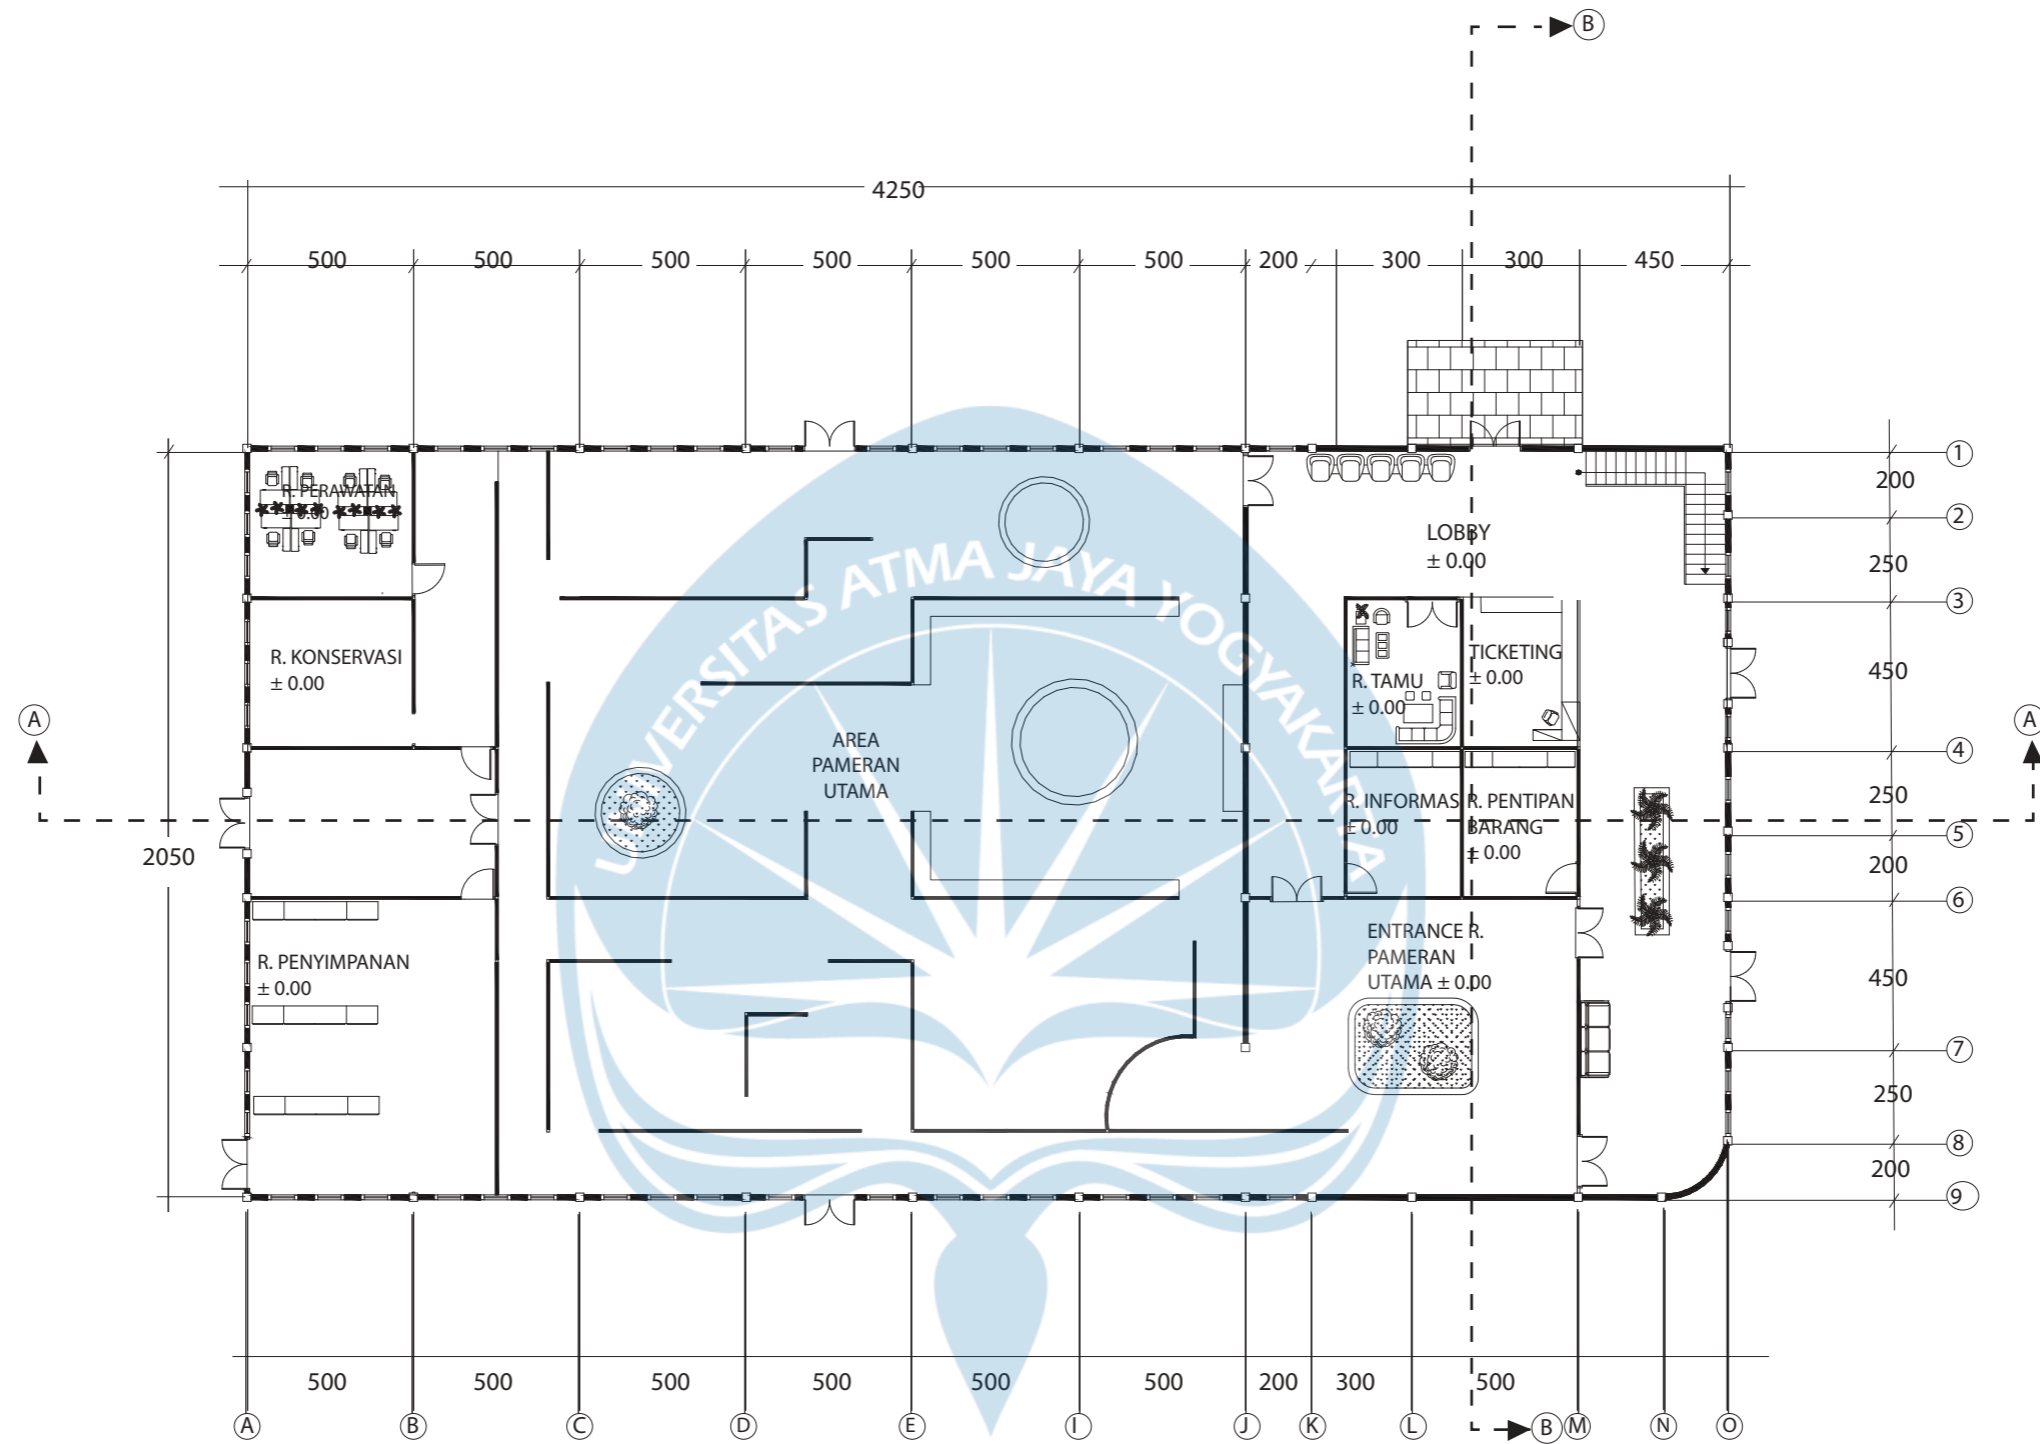 B
4250
500 500 500 500 500 500 200 300 300 450
1
200
2
250
3
450
4
250
5
200
6
450
7
250
8
200
9
2050
A
A
R. PERAWATAN
± 0.00
R. KONSERVASI
± 0.00
R. PENYIMPANAN
± 0.00
AREA
PAMERAN
UTAMA
LOBBY
± 0.00
R. TAMU
± 0.00
TICKETING
± 0.00
R. INFORMASI
± 0.00
R. PENTIPAN
BARANG
± 0.00
ENTRANCE R.
PAMERAN
UTAMA ± 0.00
UNIVERSITAS ATMA JAYA YOGYAKARTA
500 500 500 500 500 500 200 300 500
A B C D E I J K L B M N O